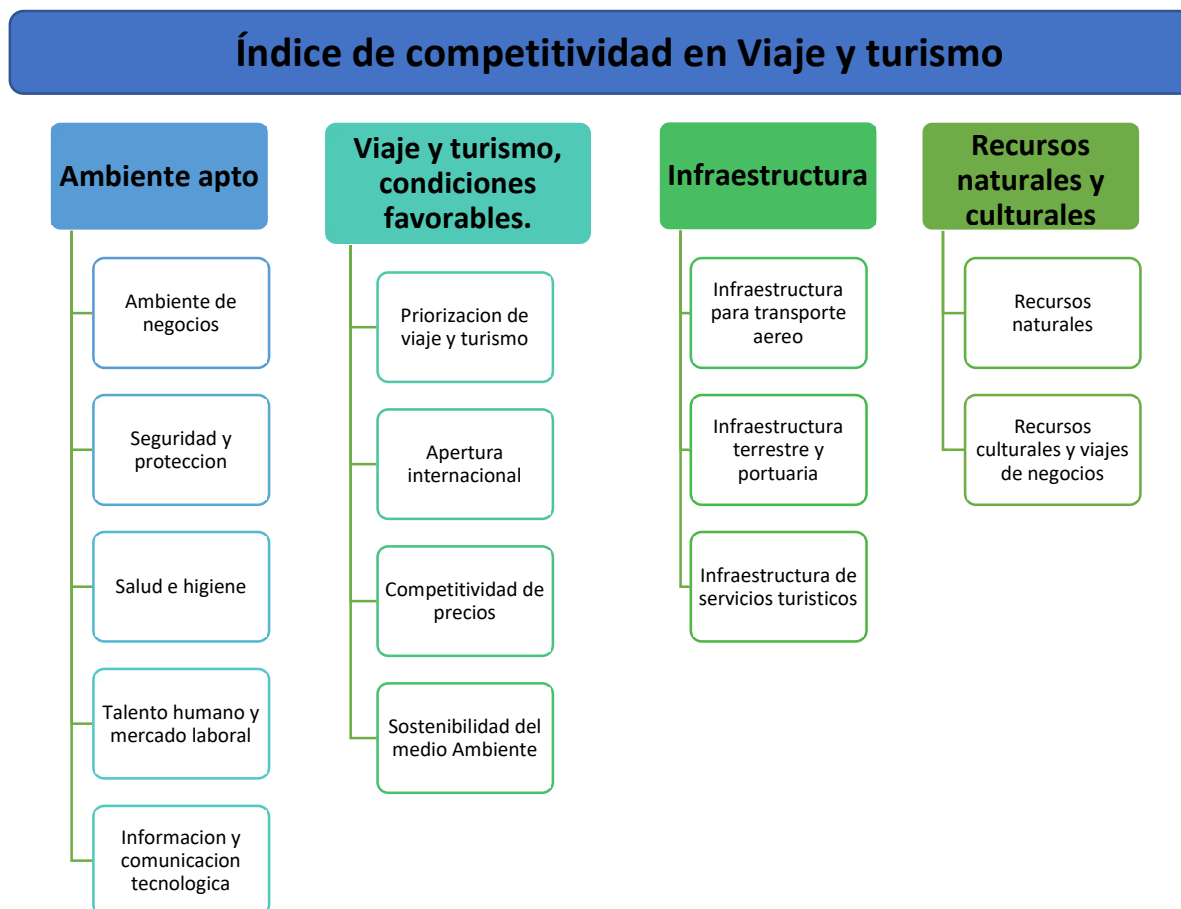 Índice de competitividad en Viaje y turismo
Ambiente apto
Ambiente de
negocios
Seguridad y
proteccion
Salud e higiene
Talento humano y
mercado laboral
Informacion y
comunicacion
tecnologica
Viaje y turismo,
condiciones
favorables.
Priorizacion de
viaje y turismo
Apertura
internacional
Competitividad de
precios
Sostenibilidad del
medio Ambiente
Infraestructura
Infraestructura
para transporte
aereo
Infraestructura
terrestre y
portuaria
Infraestructura de
servicios turisticos
Recursos
naturales y
culturales
Recursos
naturales
Recursos
culturales y viajes
de negocios